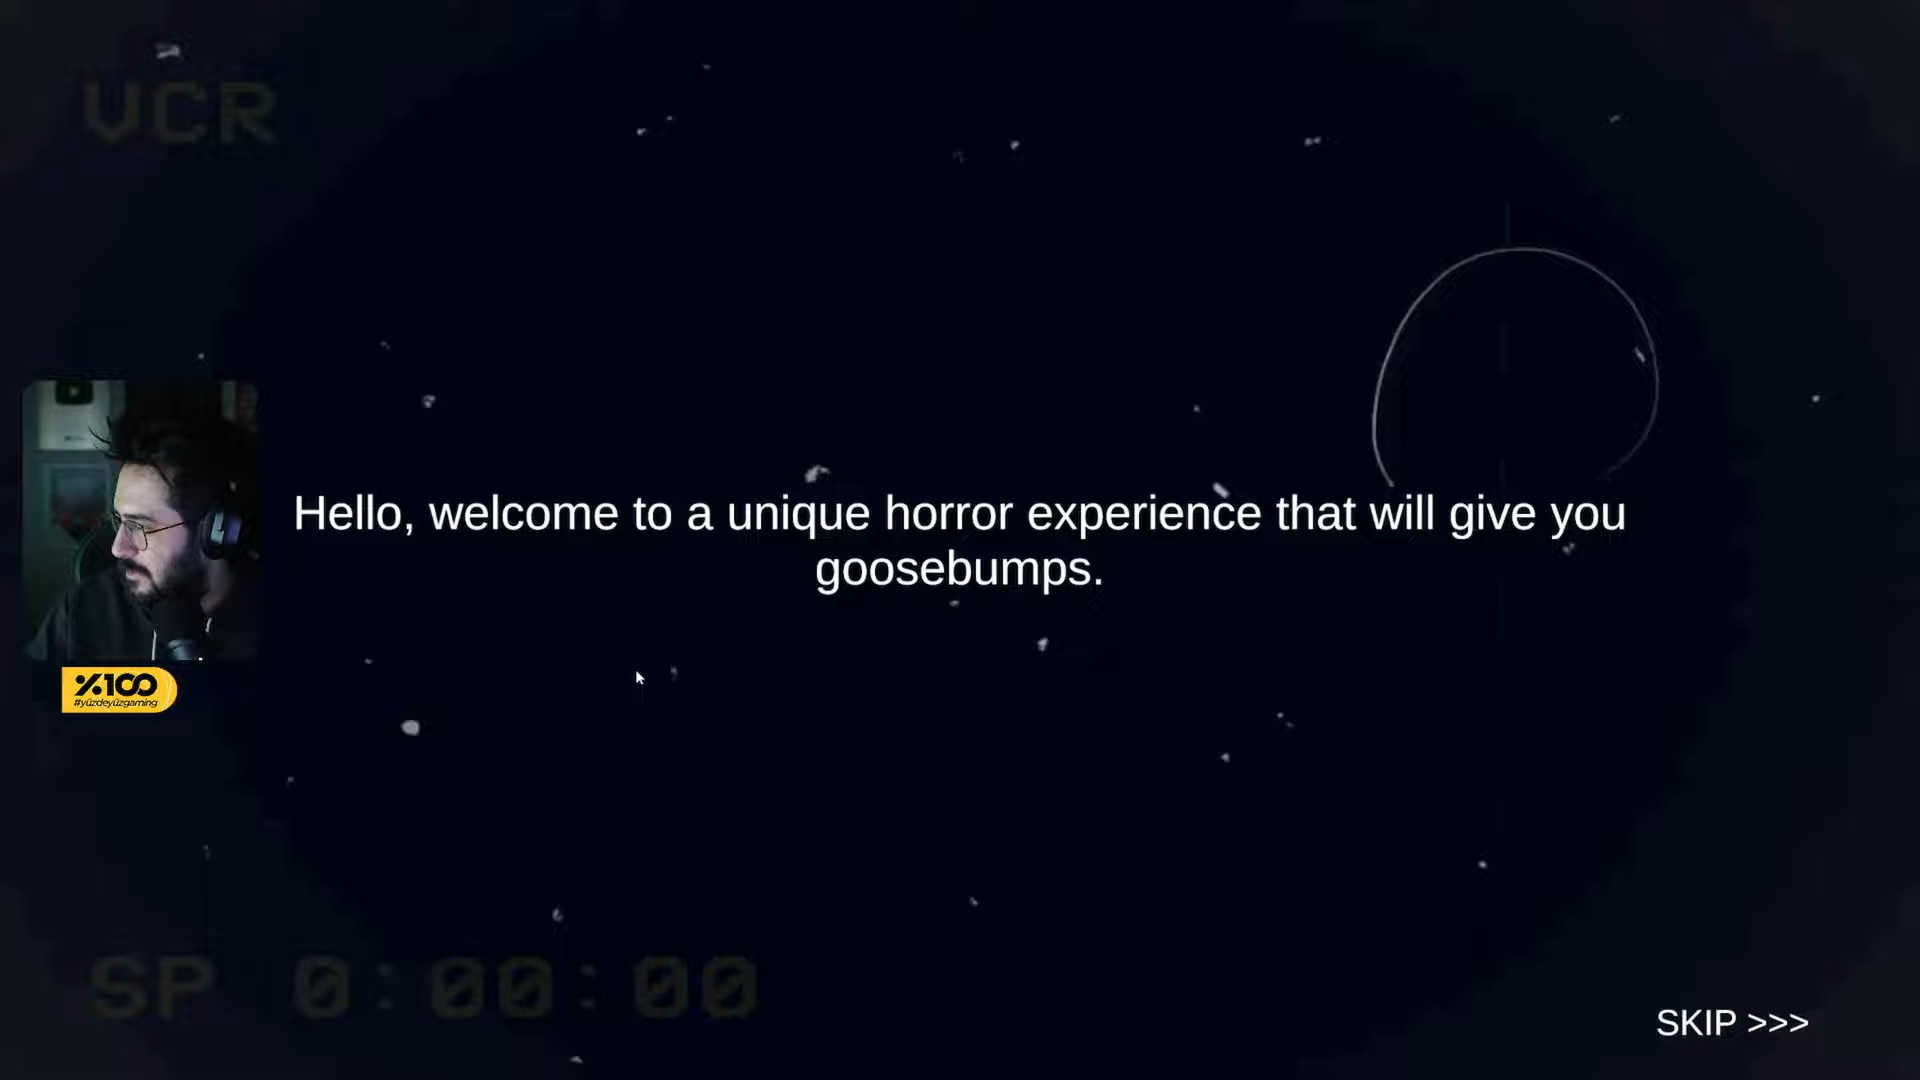 VCR
Hello, welcome to a unique horror experience that will give you
goosebumps.
%100
#yüzdeyüzgaming
SP 0:00:00
SKIP >>>